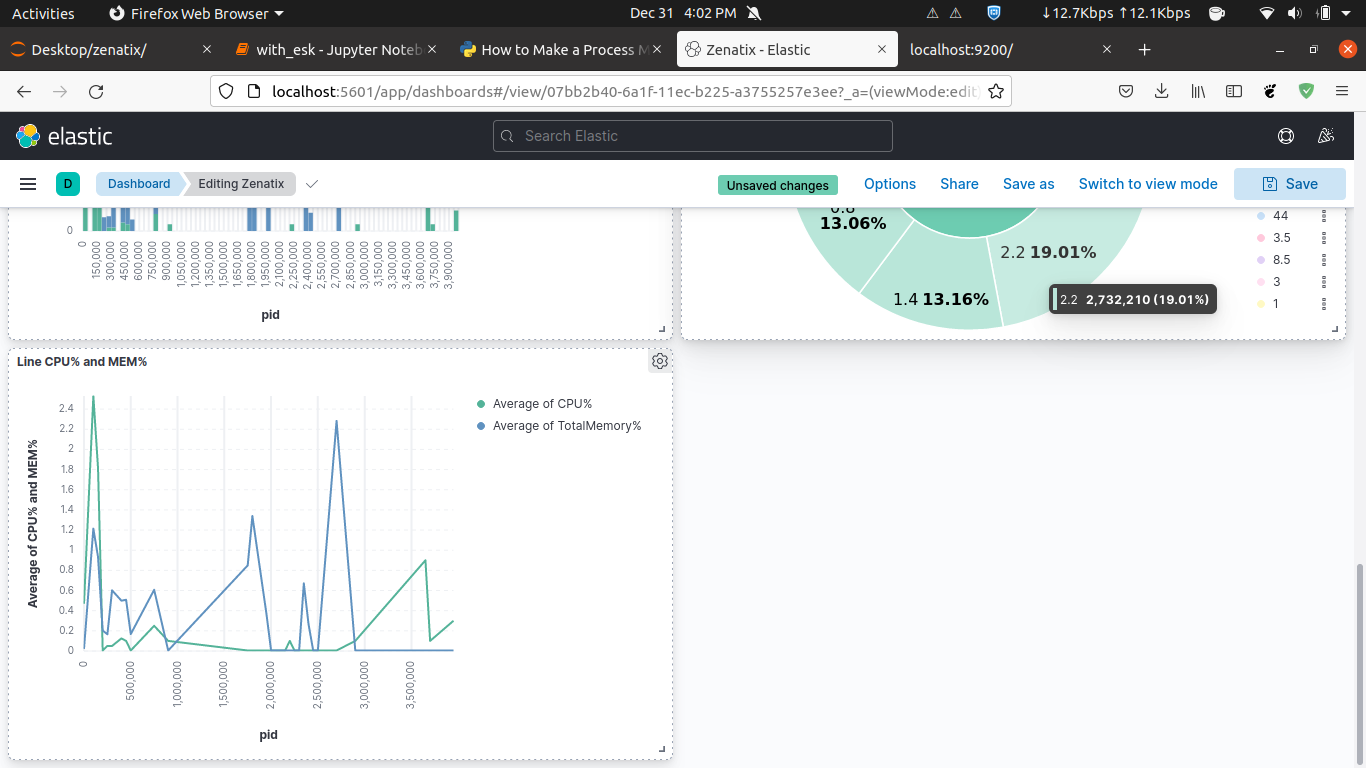 Activities Firefox Web Browser Dec 31 4:02 PM ↓12.7Kbps ↑12.1Kbps
Desktop/zenatix/ with_esk - Jupyter Noteb How to Make a Process M Zenatix - Elastic localhost:9200/
localhost:5601/app/dashboards#/view/07bb2b40-6a1f-11ec-b225-a3755257e3ee?_a=(viewMode:edit
elastic Search Elastic
D Dashboard Editing Zenatix Unsaved changes Options Share Save as Switch to view mode Save
0
0 150,000 300,000 450,000 600,000 750,000 900,000 1,050,000 1,200,000 1,350,000 1,500,000 1,650,000 1,800,000 1,950,000 2,100,000 2,250,000 2,400,000 2,550,000 2,700,000 2,850,000 3,000,000 3,150,000 3,300,000 3,450,000 3,600,000 3,750,000 3,900,000
pid
13.06%
2.2 19.01%
1.4 13.16%
2.2 2,732,210 (19.01%)
44
3.5
8.5
3
1
Line CPU% and MEM%
Average of CPU% and MEM%
2.4
2.2
2
1.8
1.6
1.4
1.2
1
0.8
0.6
0.4
0.2
0
0 500,000 1,000,000 1,500,000 2,000,000 2,500,000 3,000,000 3,500,000
pid
Average of CPU%
Average of TotalMemory%